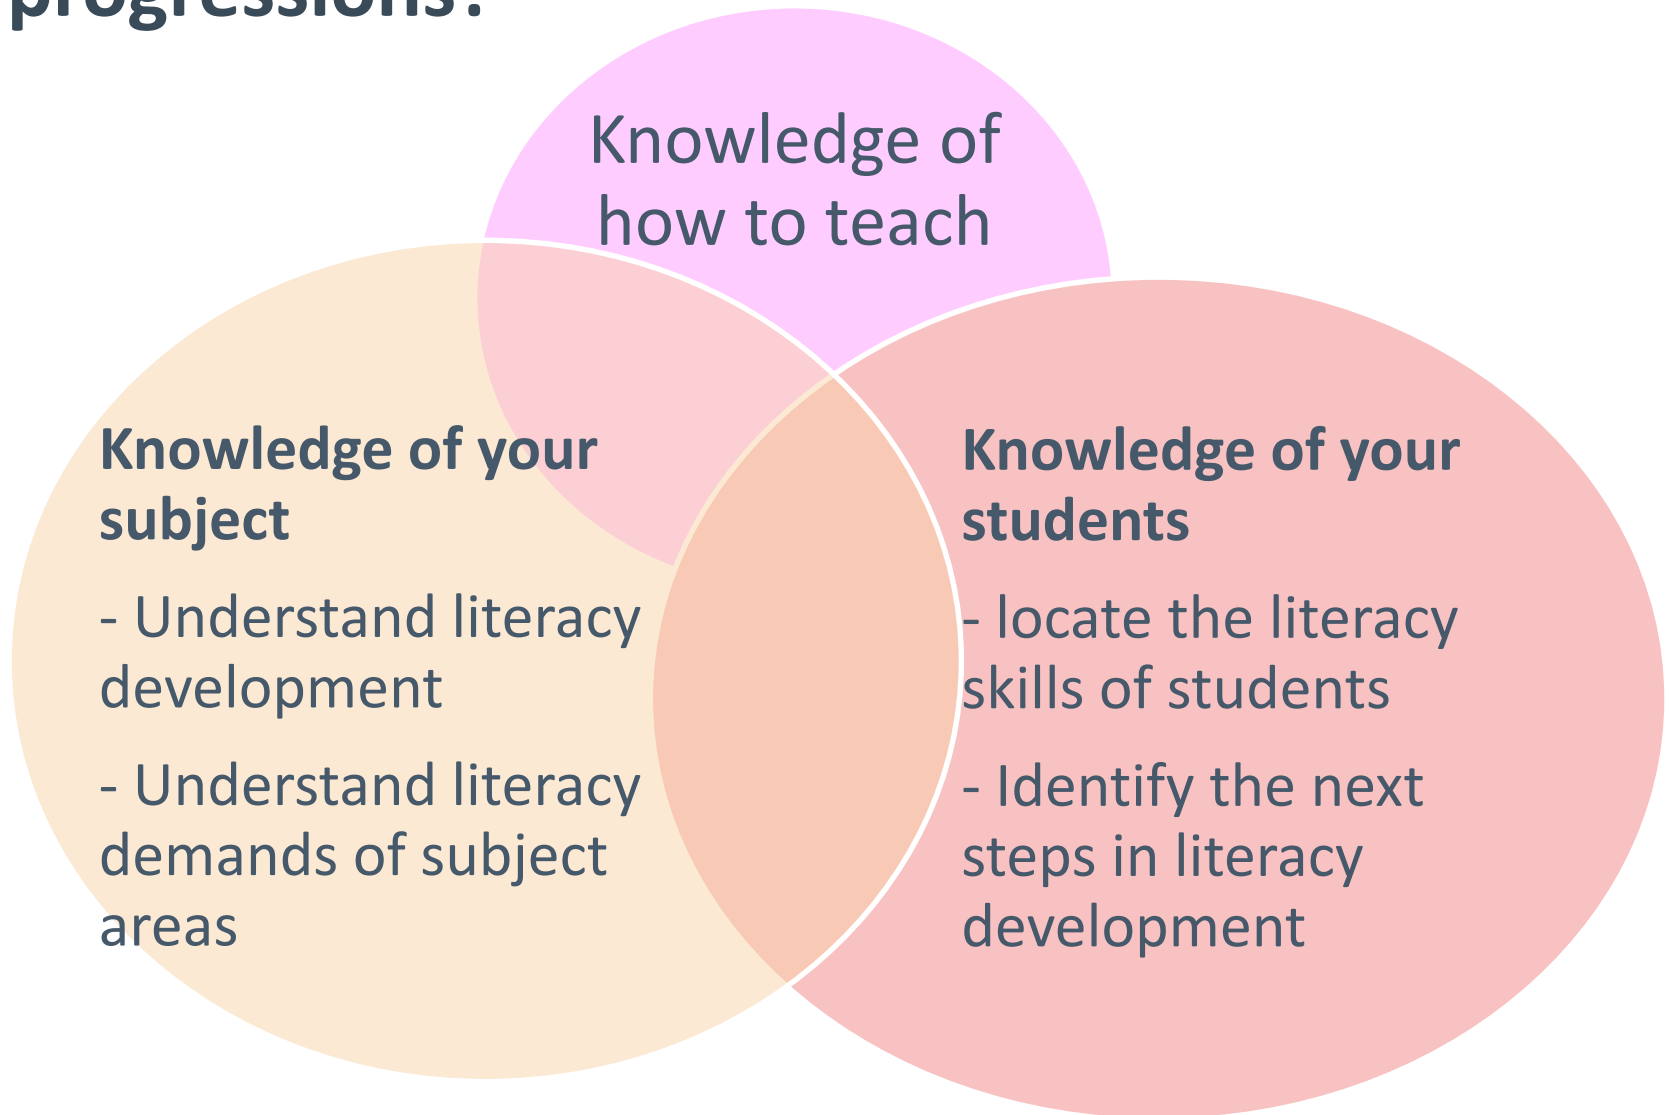 progressions?
Knowledge of
how to teach
Knowledge of your
subject
- Understand literacy
development
- Understand literacy
demands of subject
areas
Knowledge of your
students
- locate the literacy
skills of students
- Identify the next
steps in literacy
development